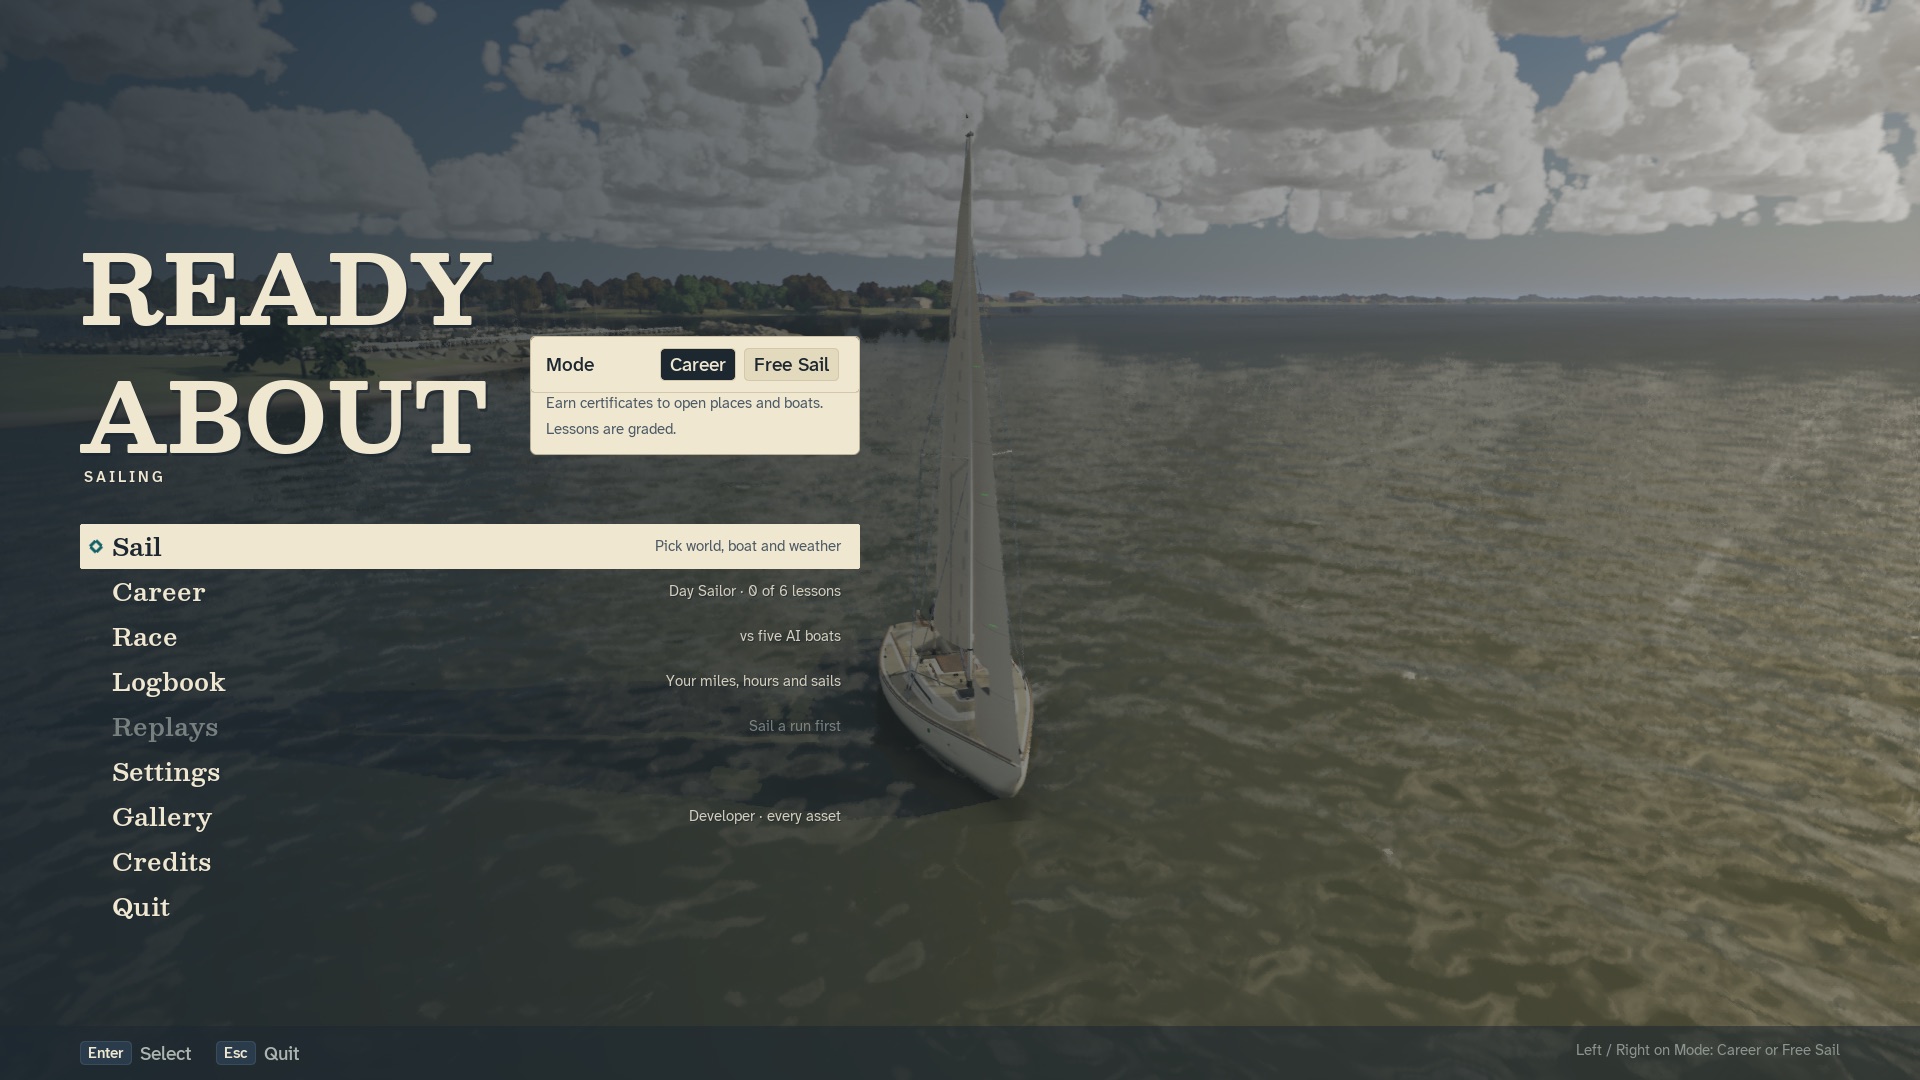 READY
ABOUT
SAILING
Mode Career Free Sail
Earn certificates to open places and boats.
Lessons are graded.
Sail Pick world, boat and weather
Career Day Sailor · 0 of 6 lessons
Race vs five AI boats
Logbook Your miles, hours and sails
Replays Sail a run first
Settings
Gallery Developer · every asset
Credits
Quit
Enter Select Esc Quit
Left / Right on Mode: Career or Free Sail